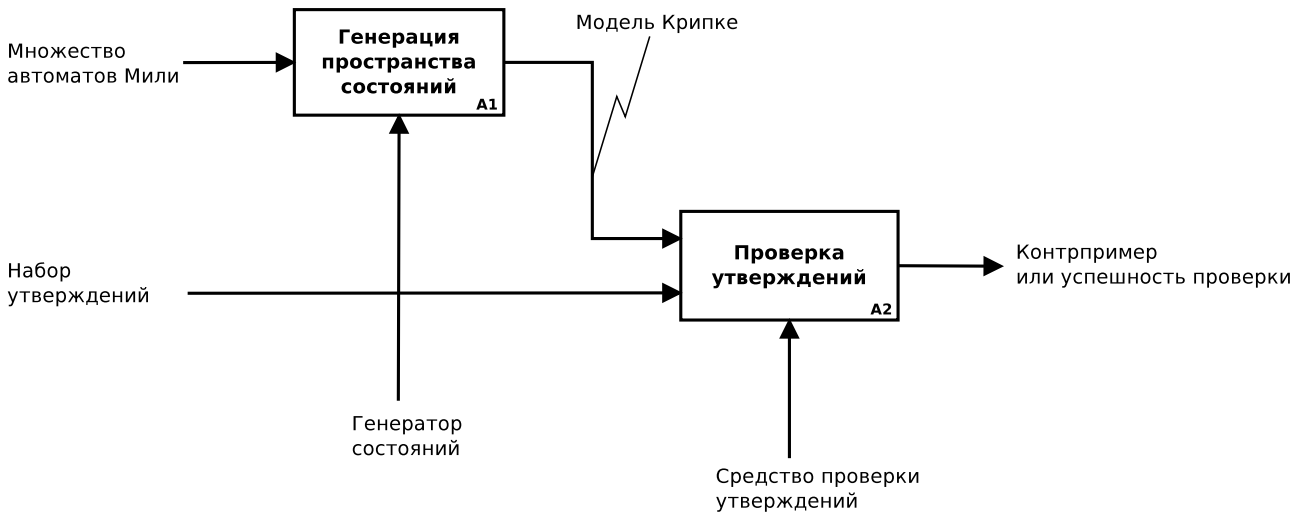 Модель Крипке
Множество
автоматов Мили
Генерация
пространства
состояний
A1
Набор
утверждений
Проверка
утверждений
A2
Контрпример
или успешность проверки
Генератор
состояний
Средство проверки
утверждений